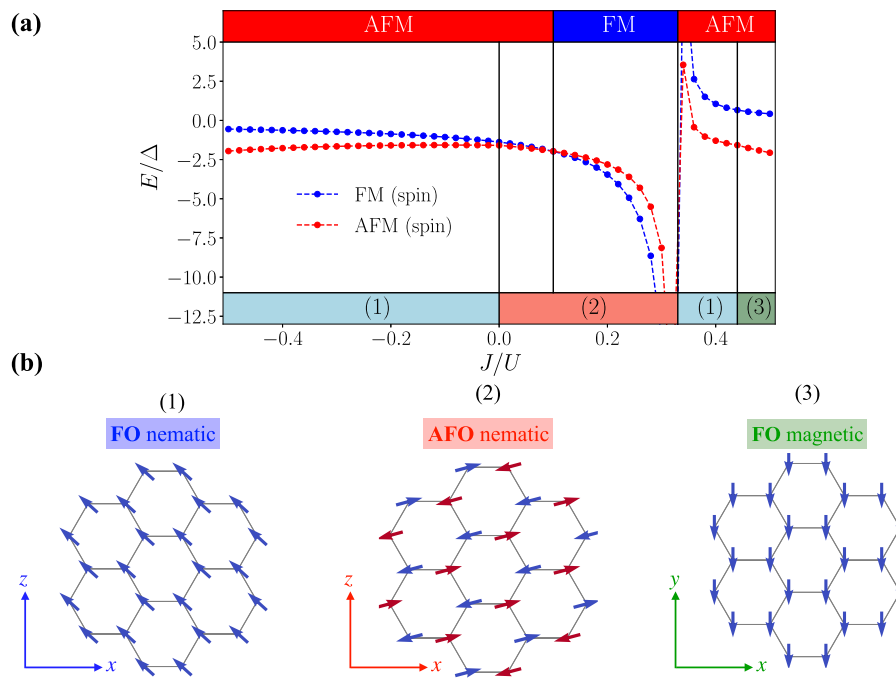 (a)
AFM FM AFM
5.0
2.5
0.0
−2.5
−5.0
−7.5
−10.0
−12.5
E/Δ
FM (spin)
AFM (spin)
(1) (2) (1) (3)
−0.4 −0.2 0.0 0.2 0.4
J/U
(b)
(1) (2) (3)
FO nematic AFO nematic FO magnetic
z z y
x x x